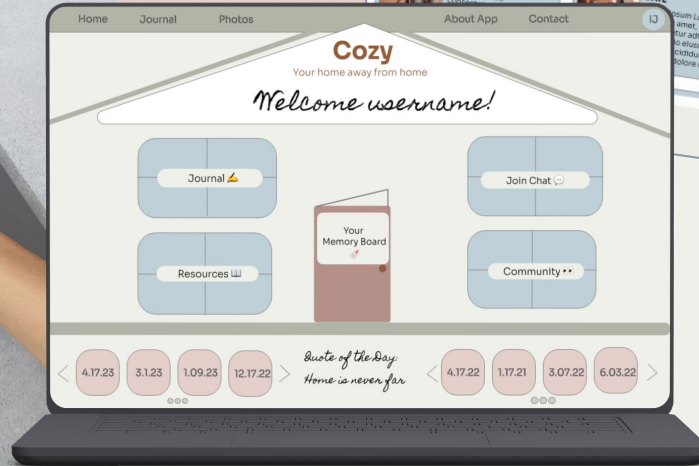 Home Journal Photos About App Contact IJ
Cozy
Your home away from home
Welcome username!
Journal ✍️
Join Chat 💬
Your
Memory Board
Resources 📖
Community 👀
4.17.23 3.1.23 1.09.23 12.17.22
Quote of the Day:
Home is never far
4.17.22 1.17.21 3.07.22 6.03.22